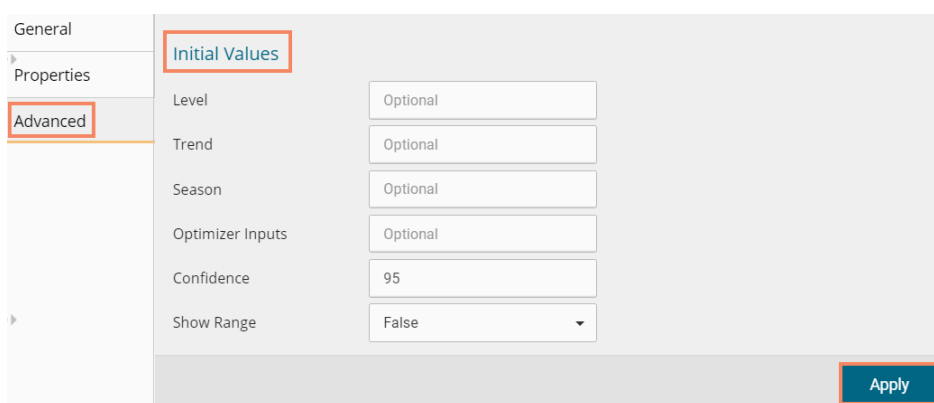 General
Properties
Advanced
Initial Values
Level Optional
Trend Optional
Season Optional
Optimizer Inputs Optional
Confidence 95
Show Range False
Apply